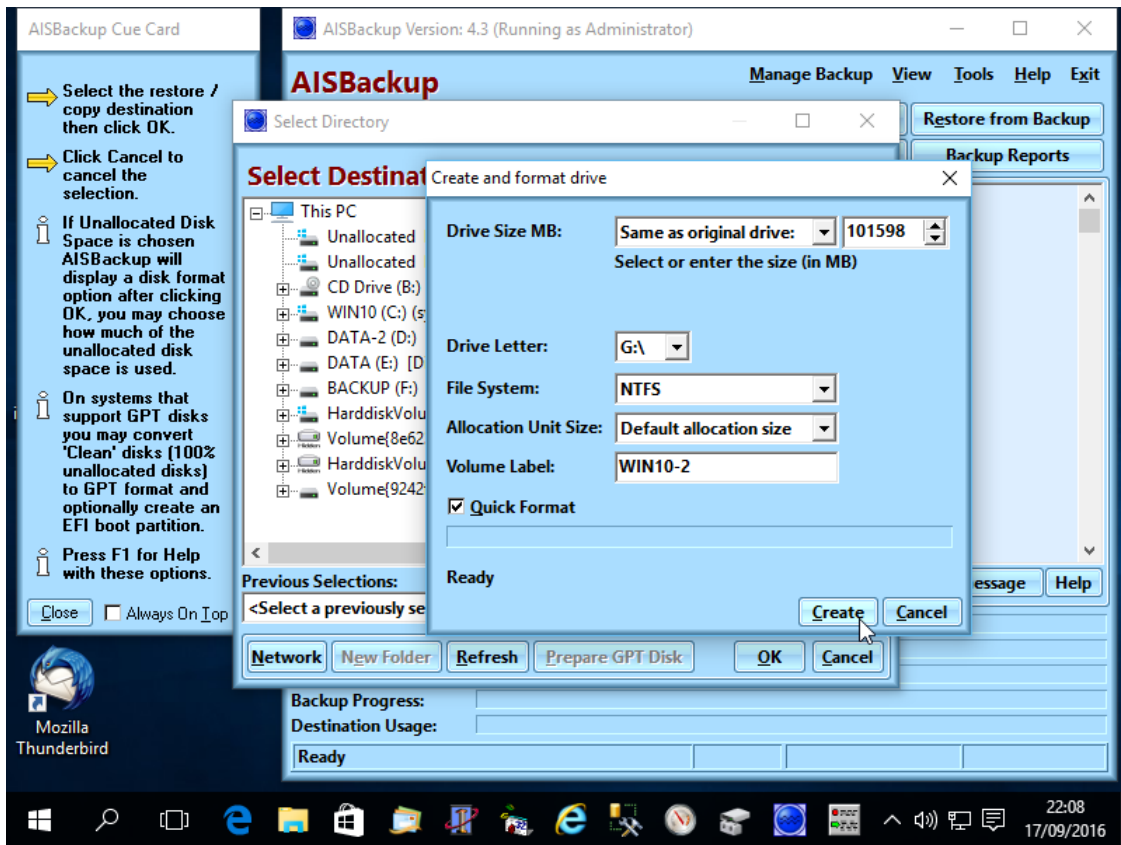 AISBackup Cue Card
Select the restore /
copy destination
then click OK.
Click Cancel to
cancel the
selection.
If Unallocated Disk
Space is chosen
AISBackup will
display a disk format
option after clicking
OK, you may choose
how much of the
unallocated disk
space is used.
On systems that
support GPT disks
you may convert
'Clean' disks (100%
unallocated disks)
to GPT format and
optionally create an
EFI boot partition.
Press F1 for Help
with these options.
Close
Always On Top
AISBackup Version: 4.3 (Running as Administrator)
AISBackup
Manage Backup View Tools Help Exit
Restore from Backup
Backup Reports
Select Directory
Select Destinat
This PC
Unallocated
Unallocated
CD Drive (B:)
WIN10 (C:) (s
DATA-2 (D:)
DATA (E:) [D
BACKUP (F:)
HarddiskVolu
Volume{8e62
HarddiskVolu
Volume{9242
Previous Selections:
<Select a previously se
Network New Folder Refresh Prepare GPT Disk OK Cancel
Create and format drive
Drive Size MB: Same as original drive: 101598
Select or enter the size (in MB)
Drive Letter: G:\
File System: NTFS
Allocation Unit Size: Default allocation size
Volume Label: WIN10-2
Quick Format
Ready
Create Cancel
essage Help
Backup Progress:
Destination Usage:
Ready
Mozilla
Thunderbird
22:08
17/09/2016